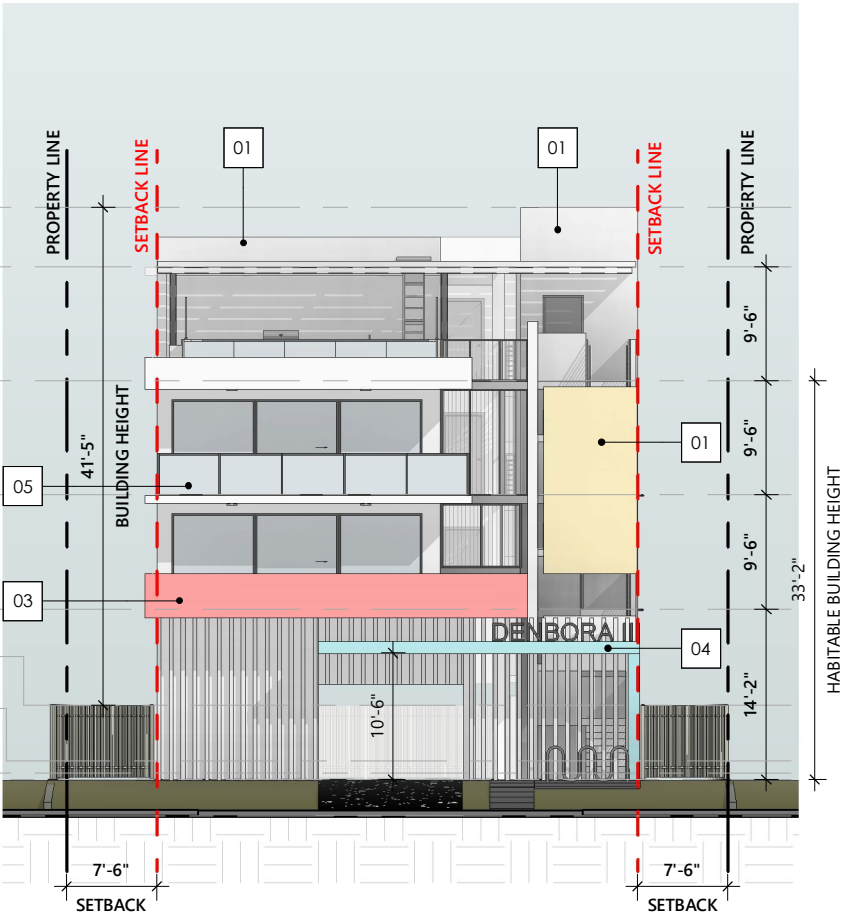 01
01
PROPERTY LINE
SETBACK LINE
SETBACK LINE
PROPERTY LINE
9'-6"
41'-5"
BUILDING HEIGHT
9'-6"
01
05
9'-6"
33'-2"
HABITABLE BUILDING HEIGHT
03
DENBORA II
04
10'-6"
14'-2"
7'-6"
SETBACK
7'-6"
SETBACK